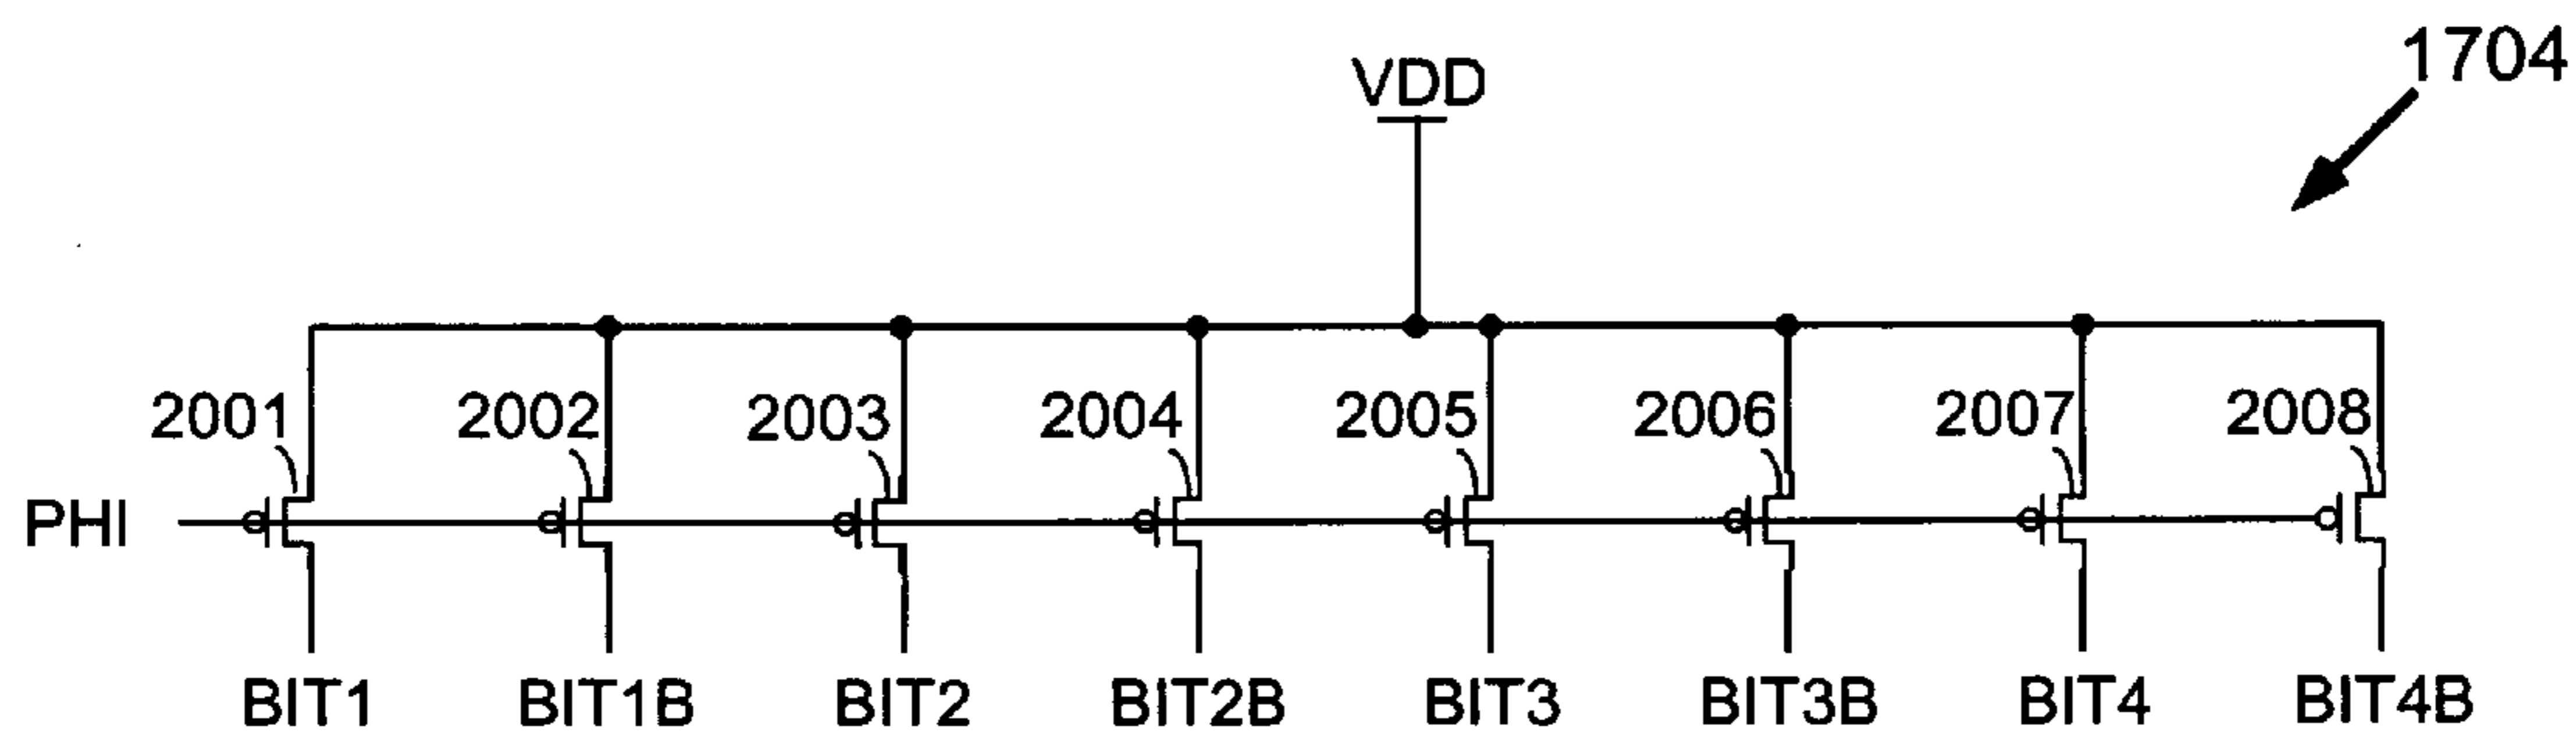 1704
VDD
2001 2002 2003 2004 2005 2006 2007 2008
PHI
BIT1 BIT1B BIT2 BIT2B BIT3 BIT3B BIT4 BIT4B